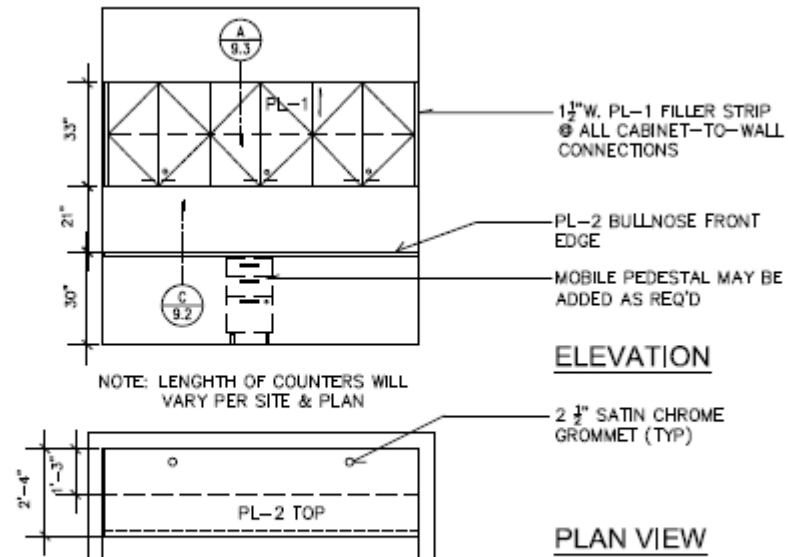 A
9.3
PL-1
33"
1 1/2"W. PL-1 FILLER STRIP
@ ALL CABINET-TO-WALL
CONNECTIONS
21"
PL-2 BULLNOSE FRONT
EDGE
MOBILE PEDESTAL MAY BE
ADDED AS REQ'D
C
9.2
30"
ELEVATION
NOTE: LENGHTH OF COUNTERS WILL
VARY PER SITE & PLAN
2 1/2" SATIN CHROME
GROMMET (TYP)
2'-4"
1'-3"
PL-2 TOP
PLAN VIEW